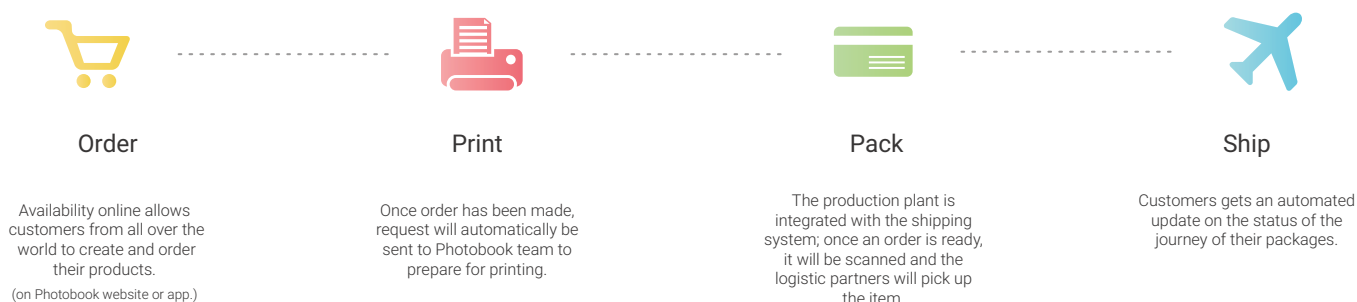 Order
Availability online allows
customers from all over the
world to create and order
their products.
(on Photobook website or app.)
Print
Once order has been made,
request will automatically be
sent to Photobook team to
prepare for printing.
Pack
The production plant is
integrated with the shipping
system; once an order is ready,
it will be scanned and the
logistic partners will pick up
the item
Ship
Customers gets an automated
update on the status of the
journey of their packages.